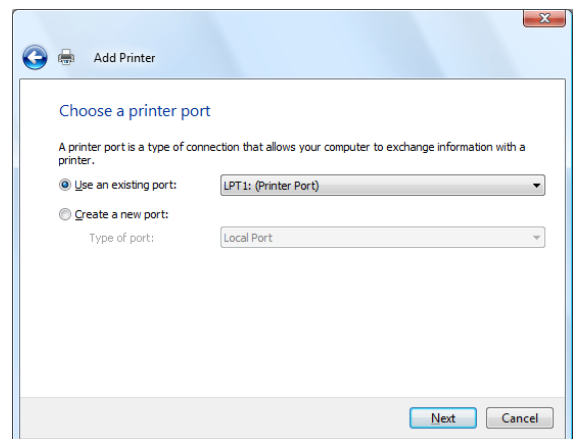 Add Printer
Choose a printer port
A printer port is a type of connection that allows your computer to exchange information with a
printer.
Use an existing port: LPT1: (Printer Port)
Create a new port:
Type of port: Local Port
Next Cancel